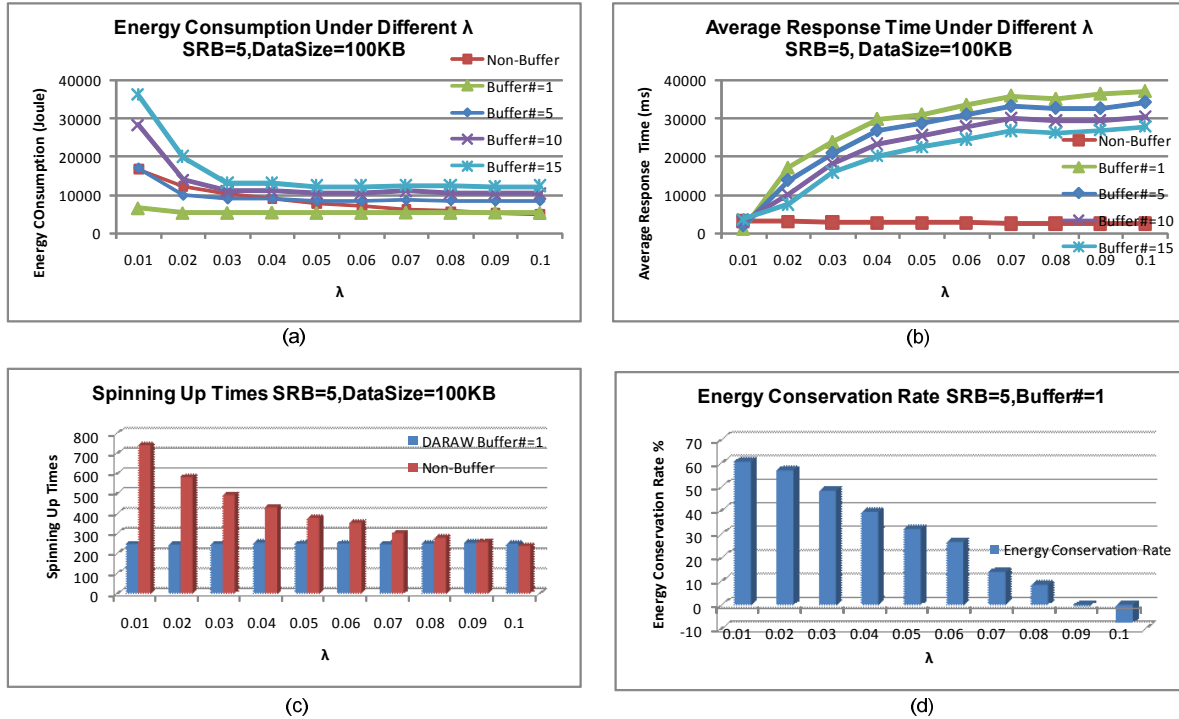 Energy Consumption Under Different λ
SRB=5,DataSize=100KB
Energy Consumption (Joule)
40000
30000
20000
10000
0
0.01 0.02 0.03 0.04 0.05 0.06 0.07 0.08 0.09 0.1
λ
Non-Buffer
Buffer#=1
Buffer#=5
Buffer#=10
Buffer#=15
(a)
Average Response Time Under Different λ
SRB=5, DataSize=100KB
Average Response Time (ms)
40000
30000
20000
10000
0
0.01 0.02 0.03 0.04 0.05 0.06 0.07 0.08 0.09 0.1
λ
Non-Buffer
Buffer#=1
Buffer#=5
Buffer#=10
Buffer#=15
(b)
Spinning Up Times SRB=5,DataSize=100KB
Spinning Up Times
800
700
600
500
400
300
200
100
0
0.01 0.02 0.03 0.04 0.05 0.06 0.07 0.08 0.09 0.1
λ
DARAW Buffer#=1
Non-Buffer
(c)
Energy Conservation Rate SRB=5,Buffer#=1
Energy Conservation Rate %
70
60
50
40
30
20
10
0
-10
0.01 0.02 0.03 0.04 0.05 0.06 0.07 0.08 0.09 0.1
λ
Energy Conservation Rate
(d)